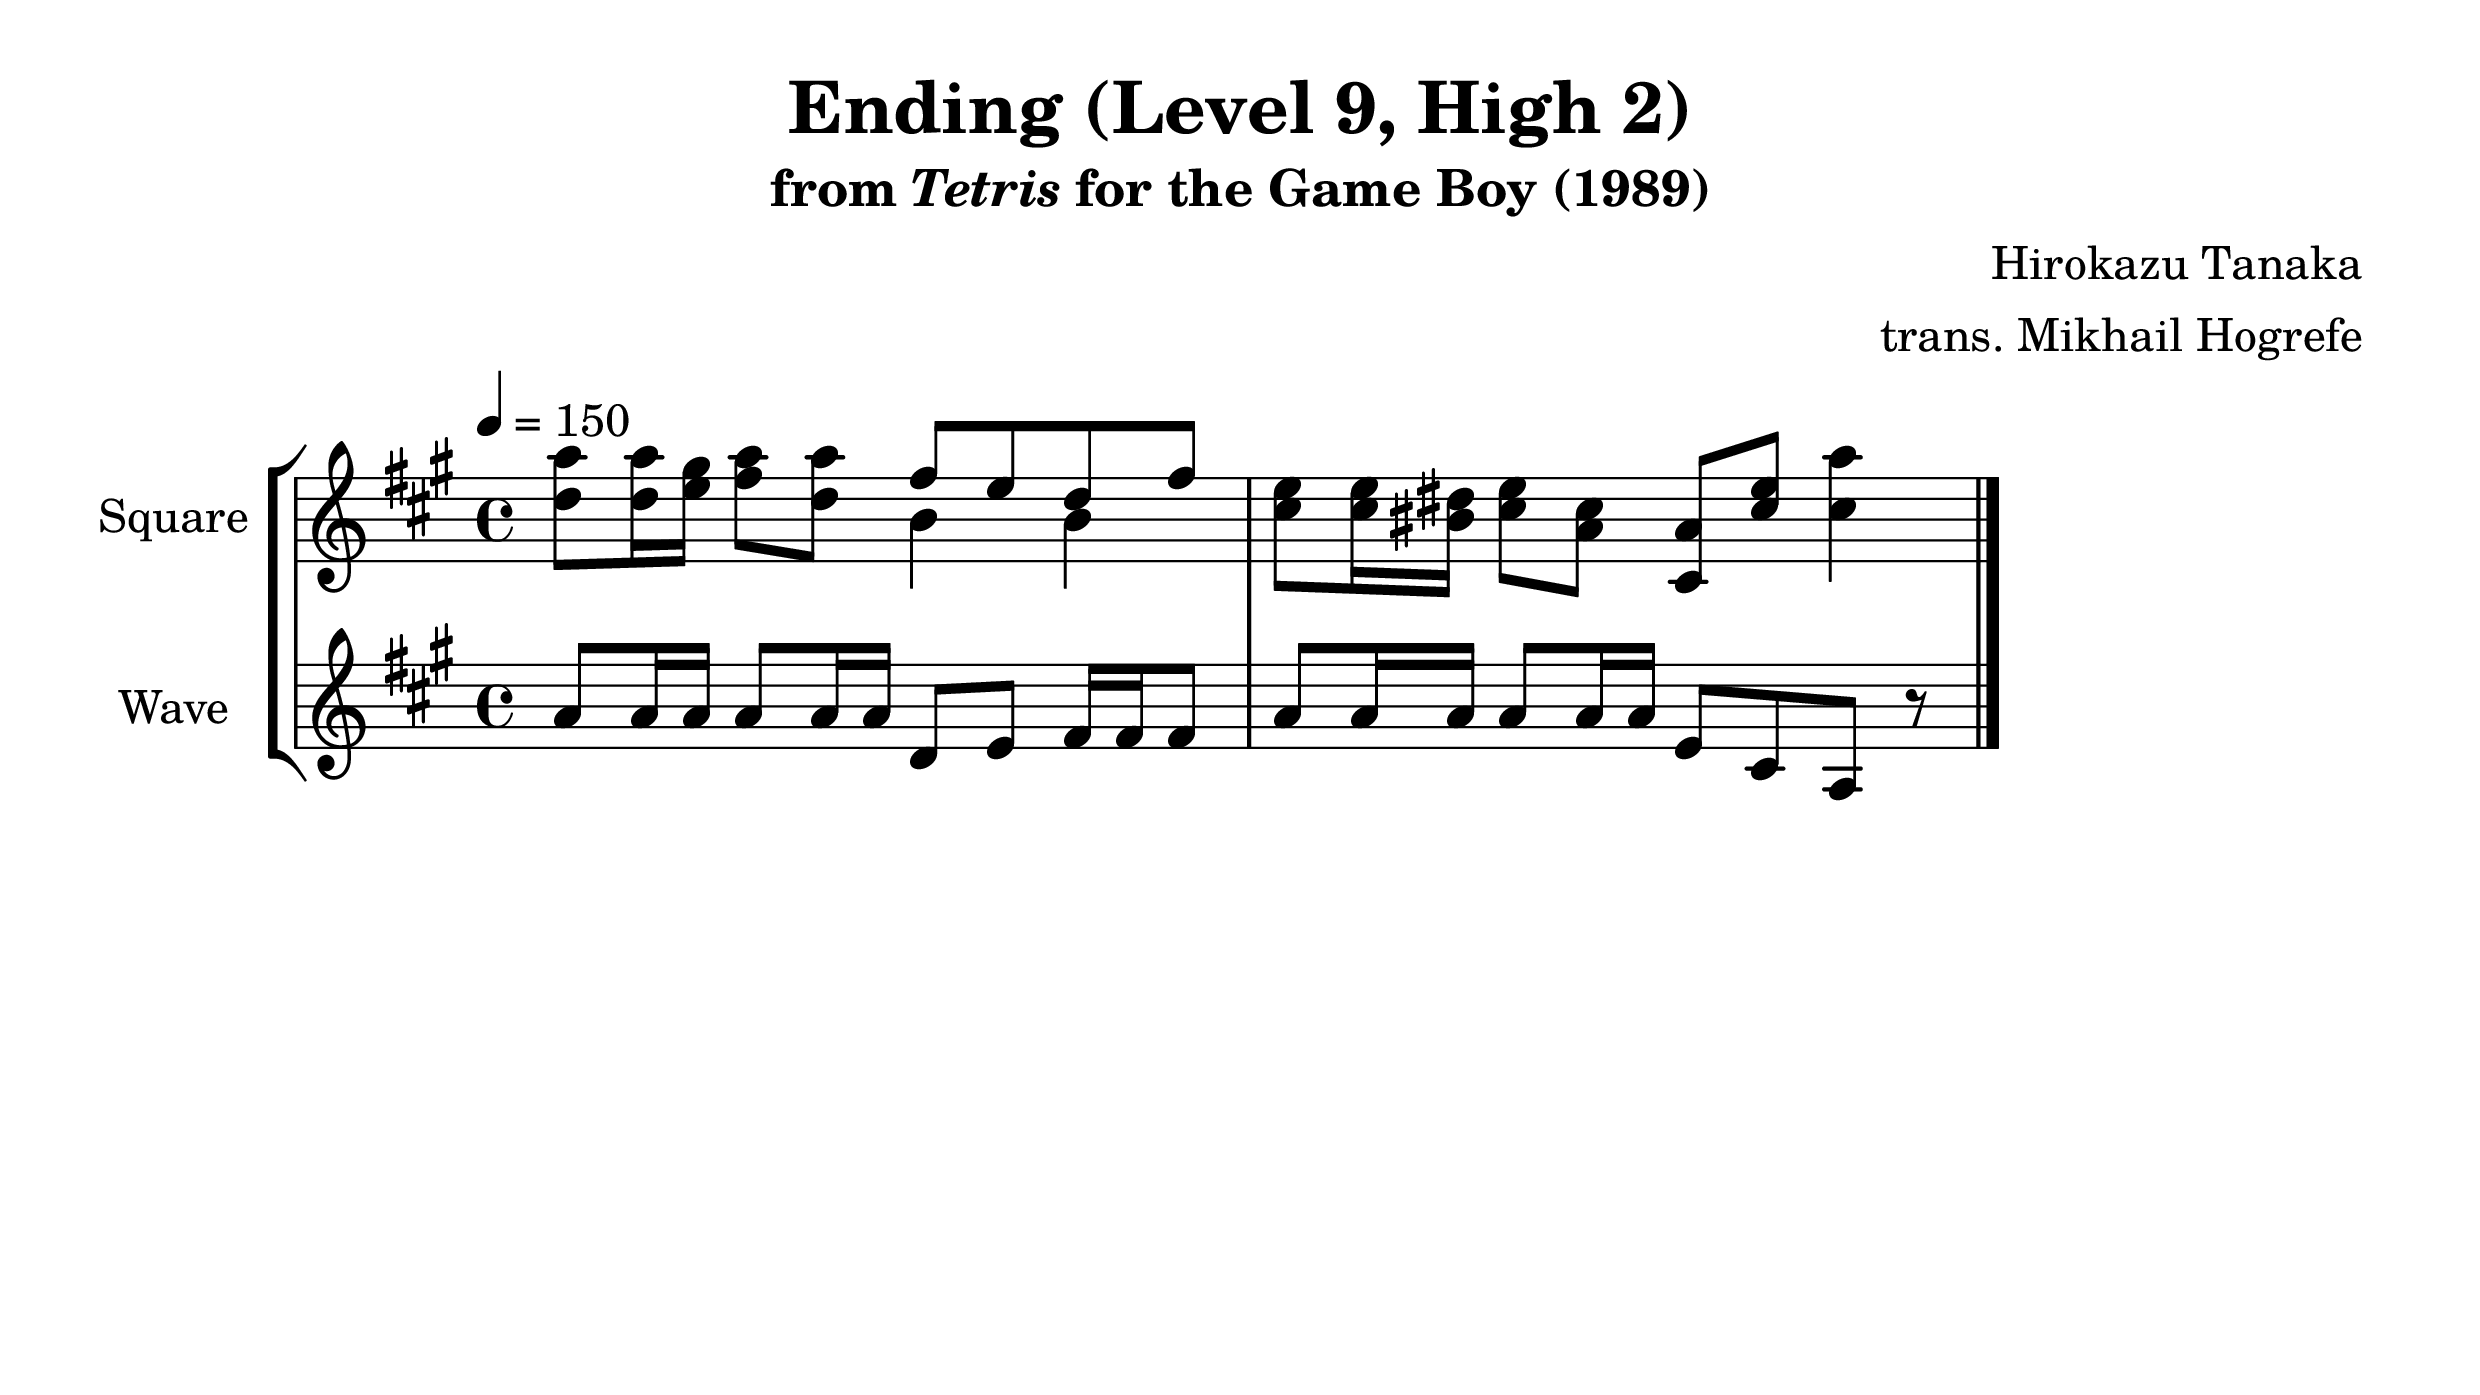 Ending (Level 9, High 2)
from Tetris for the Game Boy (1989)
Hirokazu Tanaka
trans. Mikhail Hogrefe
= 150
Square
Wave